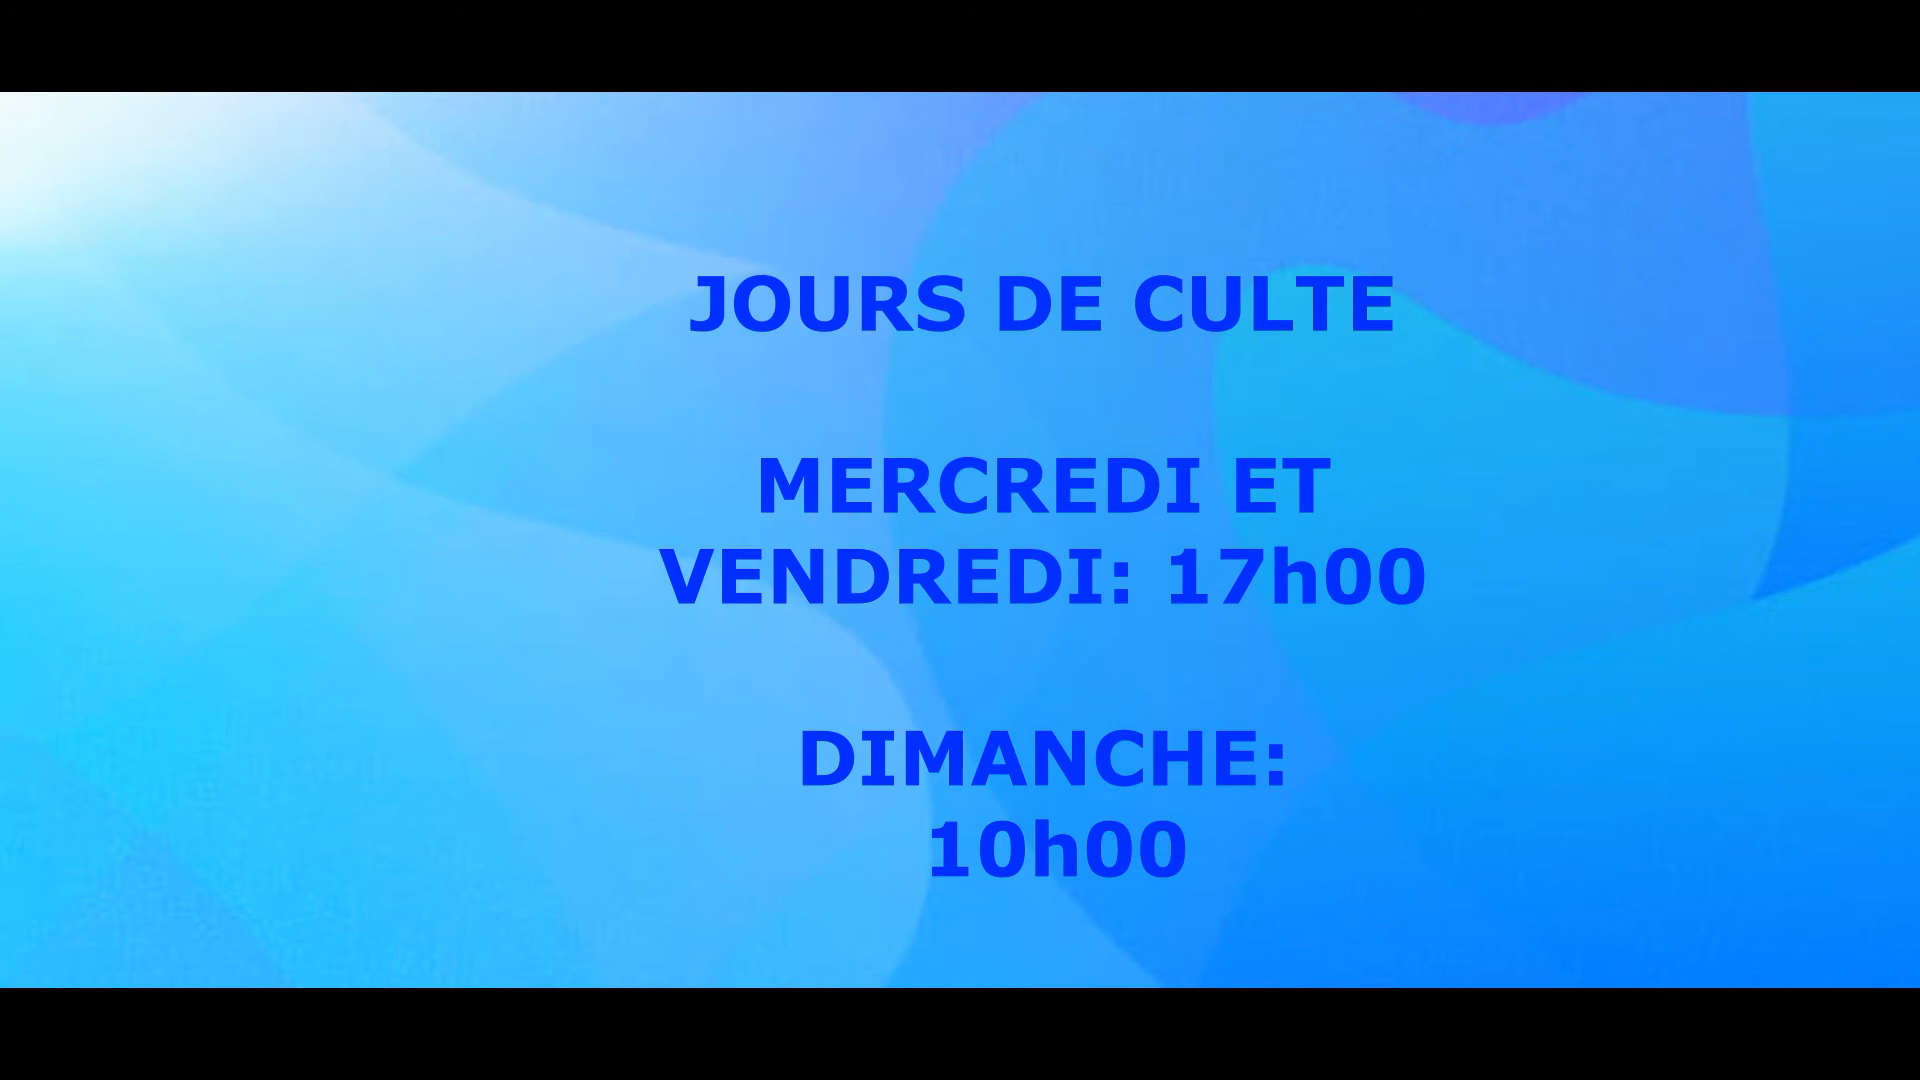 JOURS DE CULTE
MERCREDI ET
VENDREDI: 17h00
DIMANCHE:
10h00